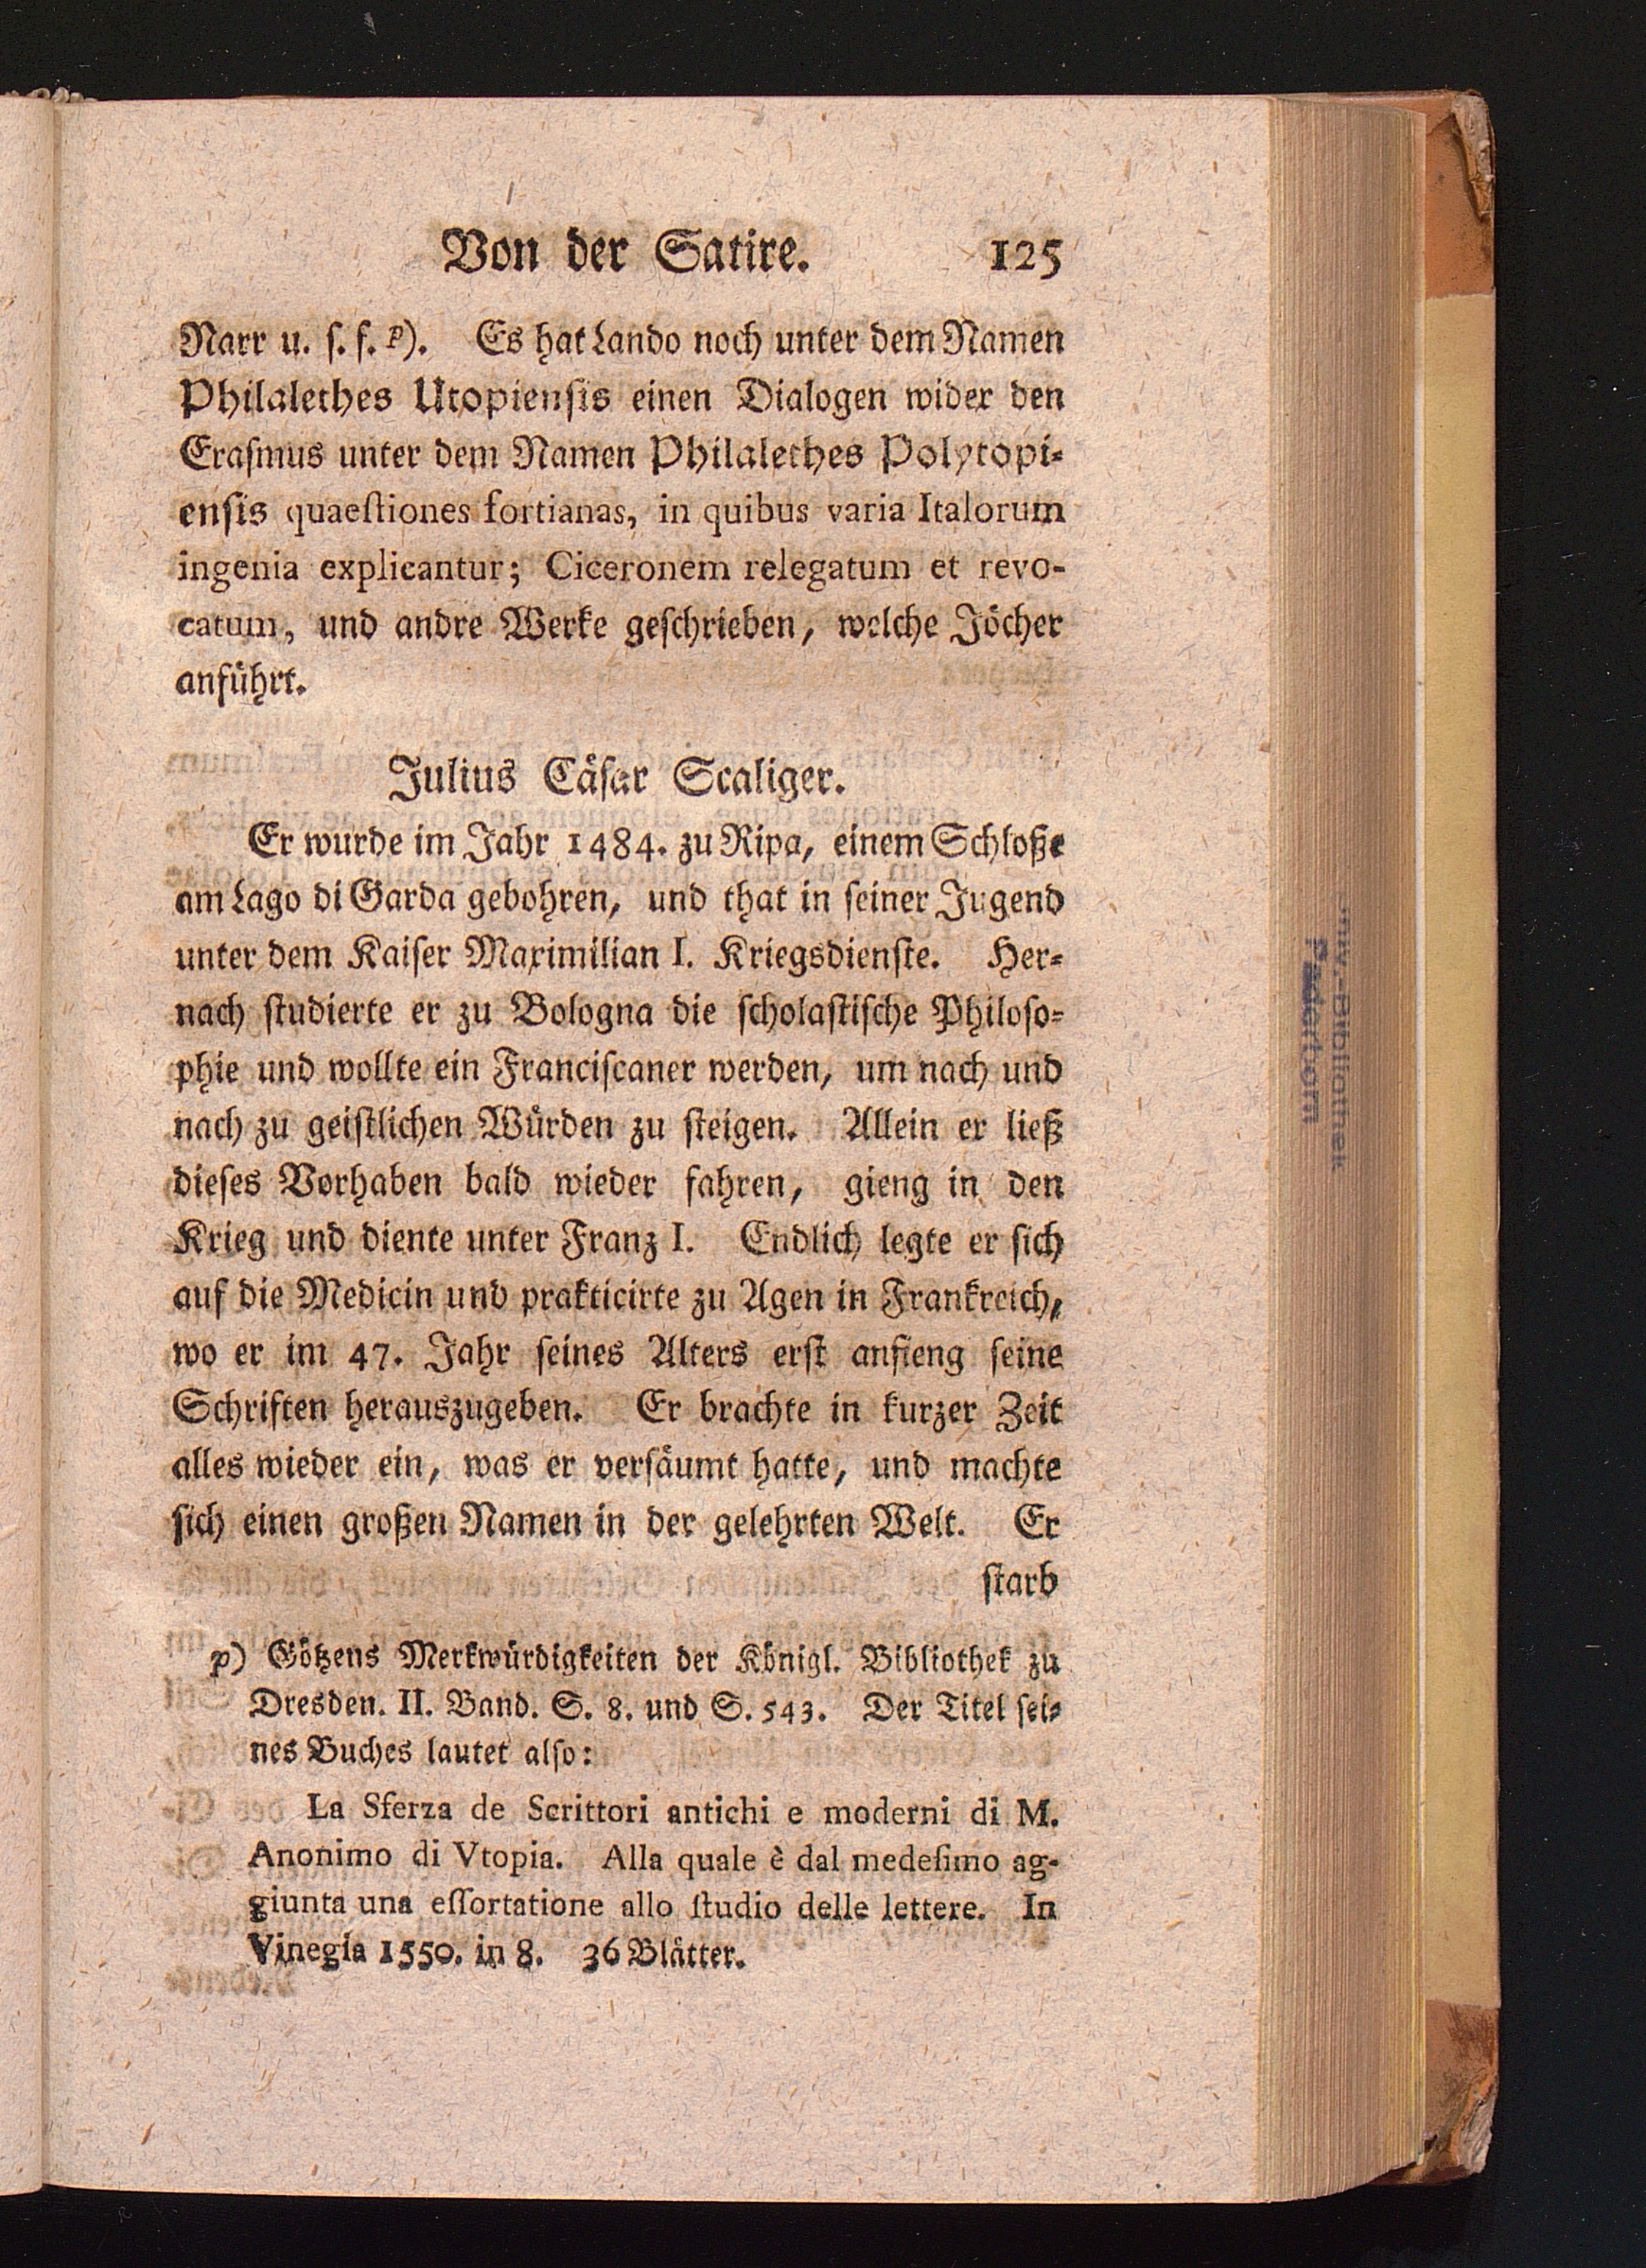 Von der Satire. 125
Narr u. ſ. f. p). Es hat Lando noch unter dem Namen
Philalethes Utopienſis einen Dialogen wider den
Eraſmus unter dem Namen Philalethes Polytopi-
enſis quaeſtiones fortianas, in quibus varia Italorum
ingenia explicantur; Ciceronem relegatum et revo-
catum, und andre Werke geſchrieben, welche Jöcher
anführt.
Julius Cäſar Scaliger.
Er wurde im Jahr 1484. zu Ripa, einem Schloße
am Lago di Garda gebohren, und that in ſeiner Jugend
unter dem Kaiſer Maximilian I. Kriegsdienſte. Her-
nach ſtudierte er zu Bologna die ſcholaſtiſche Philoſo-
phie und wollte ein Franciſcaner werden, um nach und
nach zu geiſtlichen Würden zu ſteigen. Allein er ließ
dieſes Vorhaben bald wieder fahren, gieng in den
Krieg und diente unter Franz I. Endlich legte er ſich
auf die Medicin und prakticirte zu Agen in Frankreich,
wo er im 47. Jahr ſeines Alters erſt anfieng ſeine
Schriften herauszugeben. Er brachte in kurzer Zeit
alles wieder ein, was er verſäumt hatte, und machte
ſich einen großen Namen in der gelehrten Welt. Er
ſtarb
p) Götzens Merkwürdigkeiten der Königl. Bibliothek zu
Dresden. II. Band. S. 8. und S. 543. Der Titel ſei-
nes Buches lautet alſo:
La Sferza de Scrittori antichi e moderni di M.
Anonimo di Vtopia. Alla quale è dal medeſimo ag-
giunta una eſſortatione allo ſtudio delle lettere. In
Vinegia 1550. in 8. 36 Blätter.
Univ.-Bibliothek
Paderborn